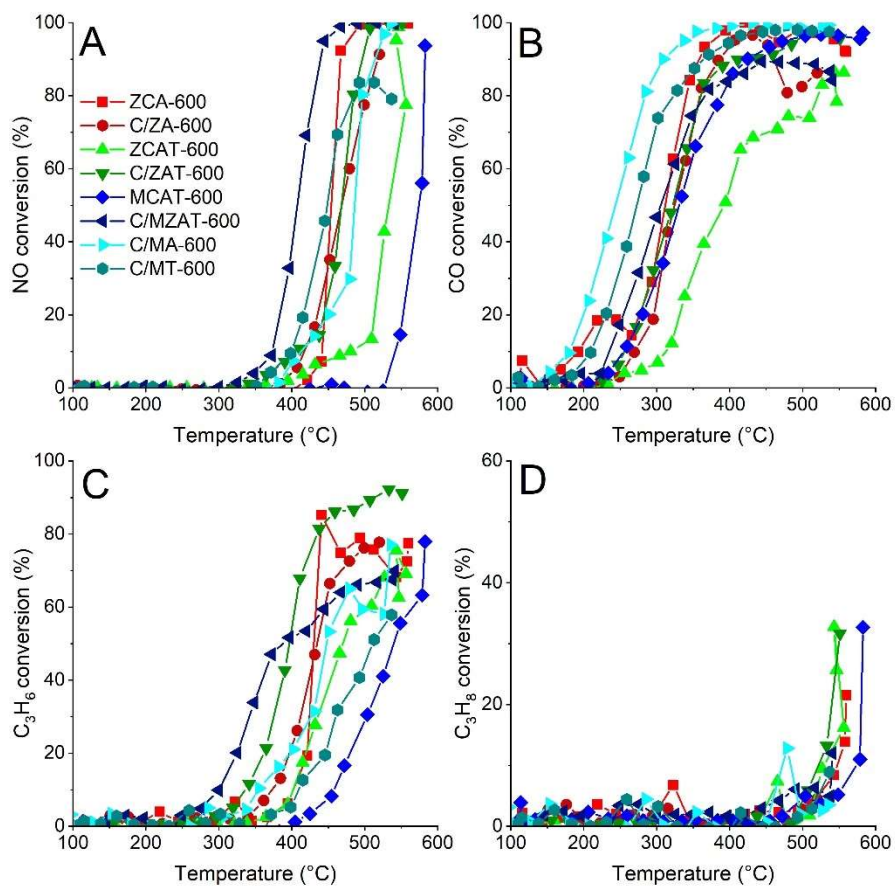 A
NO conversion (%)
100
80
60
40
20
0
ZCA-600
C/ZA-600
ZCAT-600
C/ZAT-600
MCAT-600
C/MZAT-600
C/MA-600
C/MT-600
100 200 300 400 500 600
Temperature (°C)
B
CO conversion (%)
100
80
60
40
20
0
100 200 300 400 500 600
Temperature (°C)
C
C₃H₆ conversion (%)
100
80
60
40
20
0
100 200 300 400 500 600
Temperature (°C)
D
C₃H₈ conversion (%)
60
40
20
0
100 200 300 400 500 600
Temperature (°C)